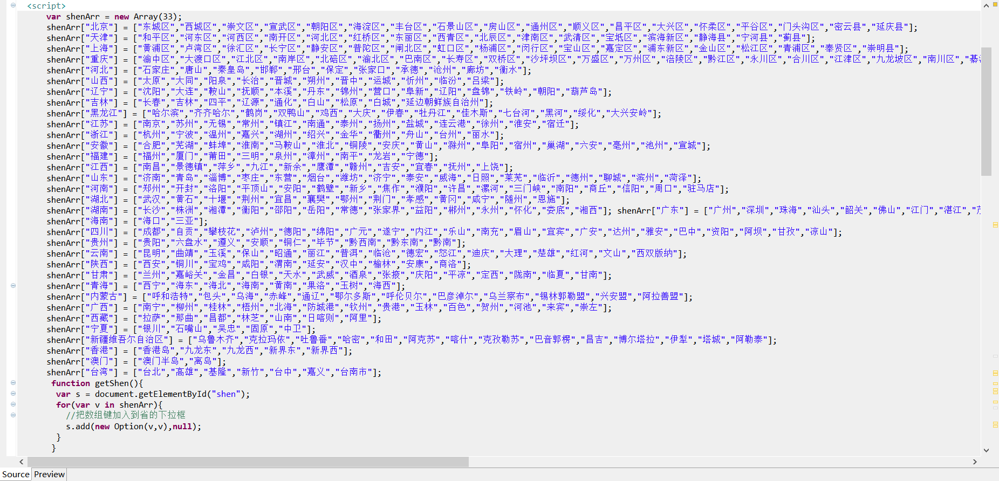 <script>
var shenArr = new Array(33);
shenArr["北京"] = ["东城区","西城区","崇文区","宣武区","朝阳区","海淀区","丰台区","石景山区","房山区","通州区","顺义区","昌平区","大兴区","怀柔区","平谷区","门头沟区","密云县","延庆县"];
shenArr["天津"] = ["和平区","河东区","河西区","南开区","河北区","红桥区","东丽区","西青区","北辰区","津南区","武清区","宝坻区","滨海新区","静海县","宁河县","蓟县"];
shenArr["上海"] = ["黄浦区","卢湾区","徐汇区","长宁区","静安区","普陀区","闸北区","虹口区","杨浦区","闵行区","宝山区","嘉定区","浦东新区","金山区","松江区","青浦区","奉贤区","崇明县"];
shenArr["重庆"] = ["渝中区","大渡口区","江北区","南岸区","北碚区","渝北区","巴南区","长寿区","双桥区","沙坪坝区","万盛区","万州区","涪陵区","黔江区","永川区","合川区","江津区","九龙坡区","南川区","綦
shenArr["河北"] = ["石家庄","唐山","秦皇岛","邯郸","邢台","保定","张家口","承德","沧州","廊坊","衡水"];
shenArr["山西"] = ["太原","大同","阳泉","长治","晋城","朔州","晋中","运城","忻州","临汾","吕梁"];
shenArr["辽宁"] = ["沈阳","大连","鞍山","抚顺","本溪","丹东","锦州","营口","阜新","辽阳","盘锦","铁岭","朝阳","葫芦岛"];
shenArr["吉林"] = ["长春","吉林","四平","辽源","通化","白山","松原","白城","延边朝鲜族自治州"];
shenArr["黑龙江"] = ["哈尔滨","齐齐哈尔","鹤岗","双鸭山","鸡西","大庆","伊春","牡丹江","佳木斯","七台河","黑河","绥化","大兴安岭"];
shenArr["江苏"] = ["南京","苏州","无锡","常州","镇江","南通","泰州","扬州","盐城","连云港","徐州","淮安","宿迁"];
shenArr["浙江"] = ["杭州","宁波","温州","嘉兴","湖州","绍兴","金华","衢州","舟山","台州","丽水"];
shenArr["安徽"] = ["合肥","芜湖","蚌埠","淮南","马鞍山","淮北","铜陵","安庆","黄山","滁州","阜阳","宿州","巢湖","六安","亳州","池州","宣城"];
shenArr["福建"] = ["福州","厦门","莆田","三明","泉州","漳州","南平","龙岩","宁德"];
shenArr["江西"] = ["南昌","景德镇","萍乡","九江","新余","鹰潭","赣州","吉安","宜春","抚州","上饶"];
shenArr["山东"] = ["济南","青岛","淄博","枣庄","东营","烟台","潍坊","济宁","泰安","威海","日照","莱芜","临沂","德州","聊城","滨州","菏泽"];
shenArr["河南"] = ["郑州","开封","洛阳","平顶山","安阳","鹤壁","新乡","焦作","濮阳","许昌","漯河","三门峡","南阳","商丘","信阳","周口","驻马店"];
shenArr["湖北"] = ["武汉","黄石","十堰","荆州","宜昌","襄樊","鄂州","荆门","孝感","黄冈","咸宁","随州","恩施"];
shenArr["湖南"] = ["长沙","株洲","湘潭","衡阳","邵阳","岳阳","常德","张家界","益阳","郴州","永州","怀化","娄底","湘西"]; shenArr["广东"] = ["广州","深圳","珠海","汕头","韶关","佛山","江门","湛江","茂
shenArr["海南"] = ["海口","三亚"];
shenArr["四川"] = ["成都","自贡","攀枝花","泸州","德阳","绵阳","广元","遂宁","内江","乐山","南充","眉山","宜宾","广安","达州","雅安","巴中","资阳","阿坝","甘孜","凉山"];
shenArr["贵州"] = ["贵阳","六盘水","遵义","安顺","铜仁","毕节","黔西南","黔东南","黔南"];
shenArr["云南"] = ["昆明","曲靖","玉溪","保山","昭通","丽江","普洱","临沧","德宏","怒江","迪庆","大理","楚雄","红河","文山","西双版纳"];
shenArr["陕西"] = ["西安","铜川","宝鸡","咸阳","渭南","延安","汉中","榆林","安康","商洛"];
shenArr["甘肃"] = ["兰州","嘉峪关","金昌","白银","天水","武威","酒泉","张掖","庆阳","平凉","定西","陇南","临夏","甘南"];
shenArr["青海"] = ["西宁","海东","海北","海南","黄南","果洛","玉树","海西"];
shenArr["内蒙古"] = ["呼和浩特","包头","乌海","赤峰","通辽","鄂尔多斯","呼伦贝尔","巴彦淖尔","乌兰察布","锡林郭勒盟","兴安盟","阿拉善盟"];
shenArr["广西"] = ["南宁","柳州","桂林","梧州","北海","防城港","钦州","贵港","玉林","百色","贺州","河池","来宾","崇左"];
shenArr["西藏"] = ["拉萨","那曲","昌都","林芝","山南","日喀则","阿里"];
shenArr["宁夏"] = ["银川","石嘴山","吴忠","固原","中卫"];
shenArr["新疆维吾尔自治区"] = ["乌鲁木齐","克拉玛依","吐鲁番","哈密","和田","阿克苏","喀什","克孜勒苏","巴音郭楞","昌吉","博尔塔拉","伊犁","塔城","阿勒泰"];
shenArr["香港"] = ["香港岛","九龙东","九龙西","新界东","新界西"];
shenArr["澳门"] = ["澳门半岛","离岛"];
shenArr["台湾"] = ["台北","高雄","基隆","新竹","台中","嘉义","台南市"];
function getShen(){
var s = document.getElementById("shen");
for(var v in shenArr){
//把数组键加入到省的下拉框
s.add(new Option(v,v),null);
}
}
Source Preview